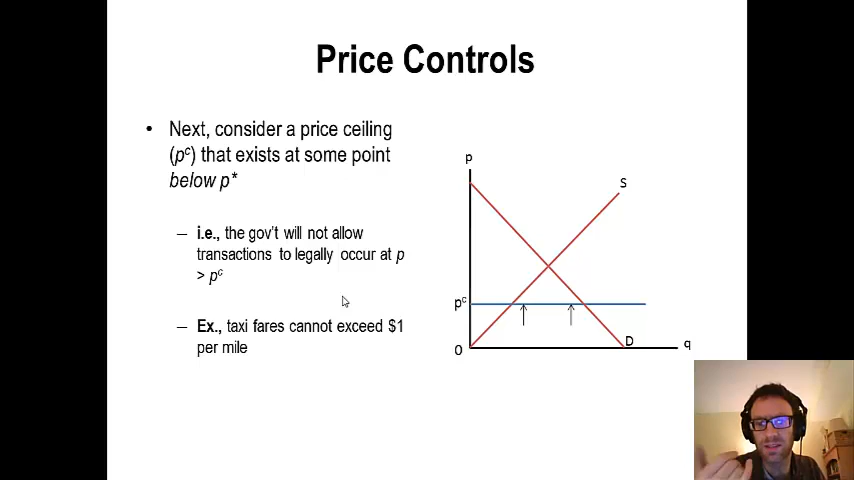 Price Controls
• Next, consider a price ceiling
(pᶜ) that exists at some point
below p*
– i.e., the gov't will not allow
transactions to legally occur at p
> pᶜ
– Ex., taxi fares cannot exceed $1
per mile
p
S
pᶜ
D
0
q